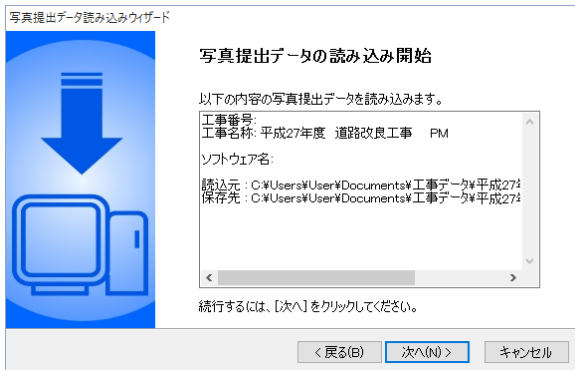 写真提出データ読み込みウィザード
写真提出データの読み込み開始
以下の内容の写真提出データを読み込みます。
工事番号:
工事名称: 平成27年度 道路改良工事 PM
ソフトウェア名:
読込元 : C:¥Users¥User¥Documents¥工事データ¥平成27
保存先 : C:¥Users¥User¥Documents¥工事データ¥平成27
続行するには、[次へ]をクリックしてください。
< 戻る(B) 次へ(N) > キャンセル